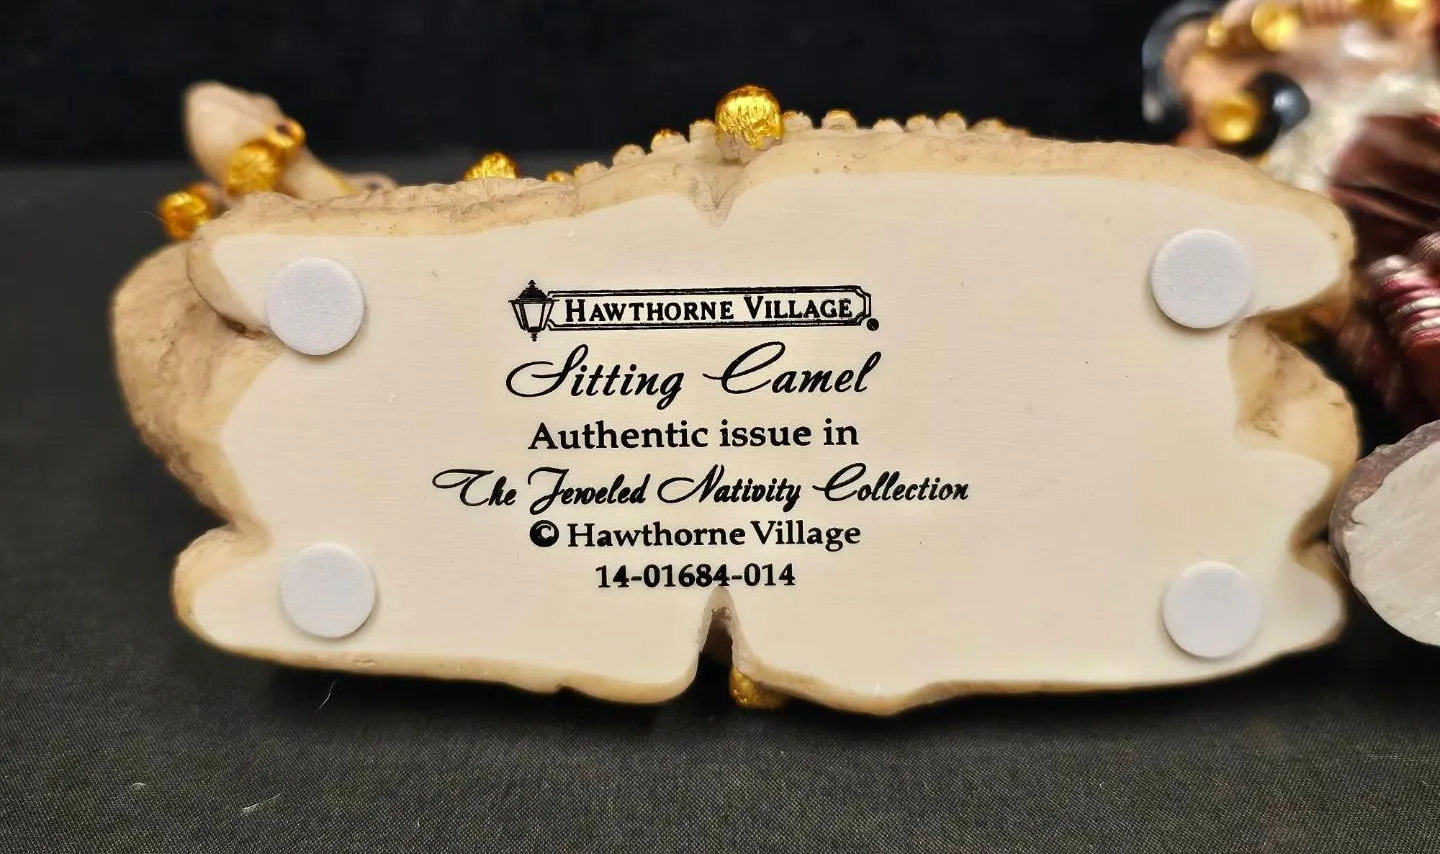 HAWTHORNE VILLAGE
Sitting Camel
Authentic issue in
The Jeweled Nativity Collection
© Hawthorne Village
14-01684-014